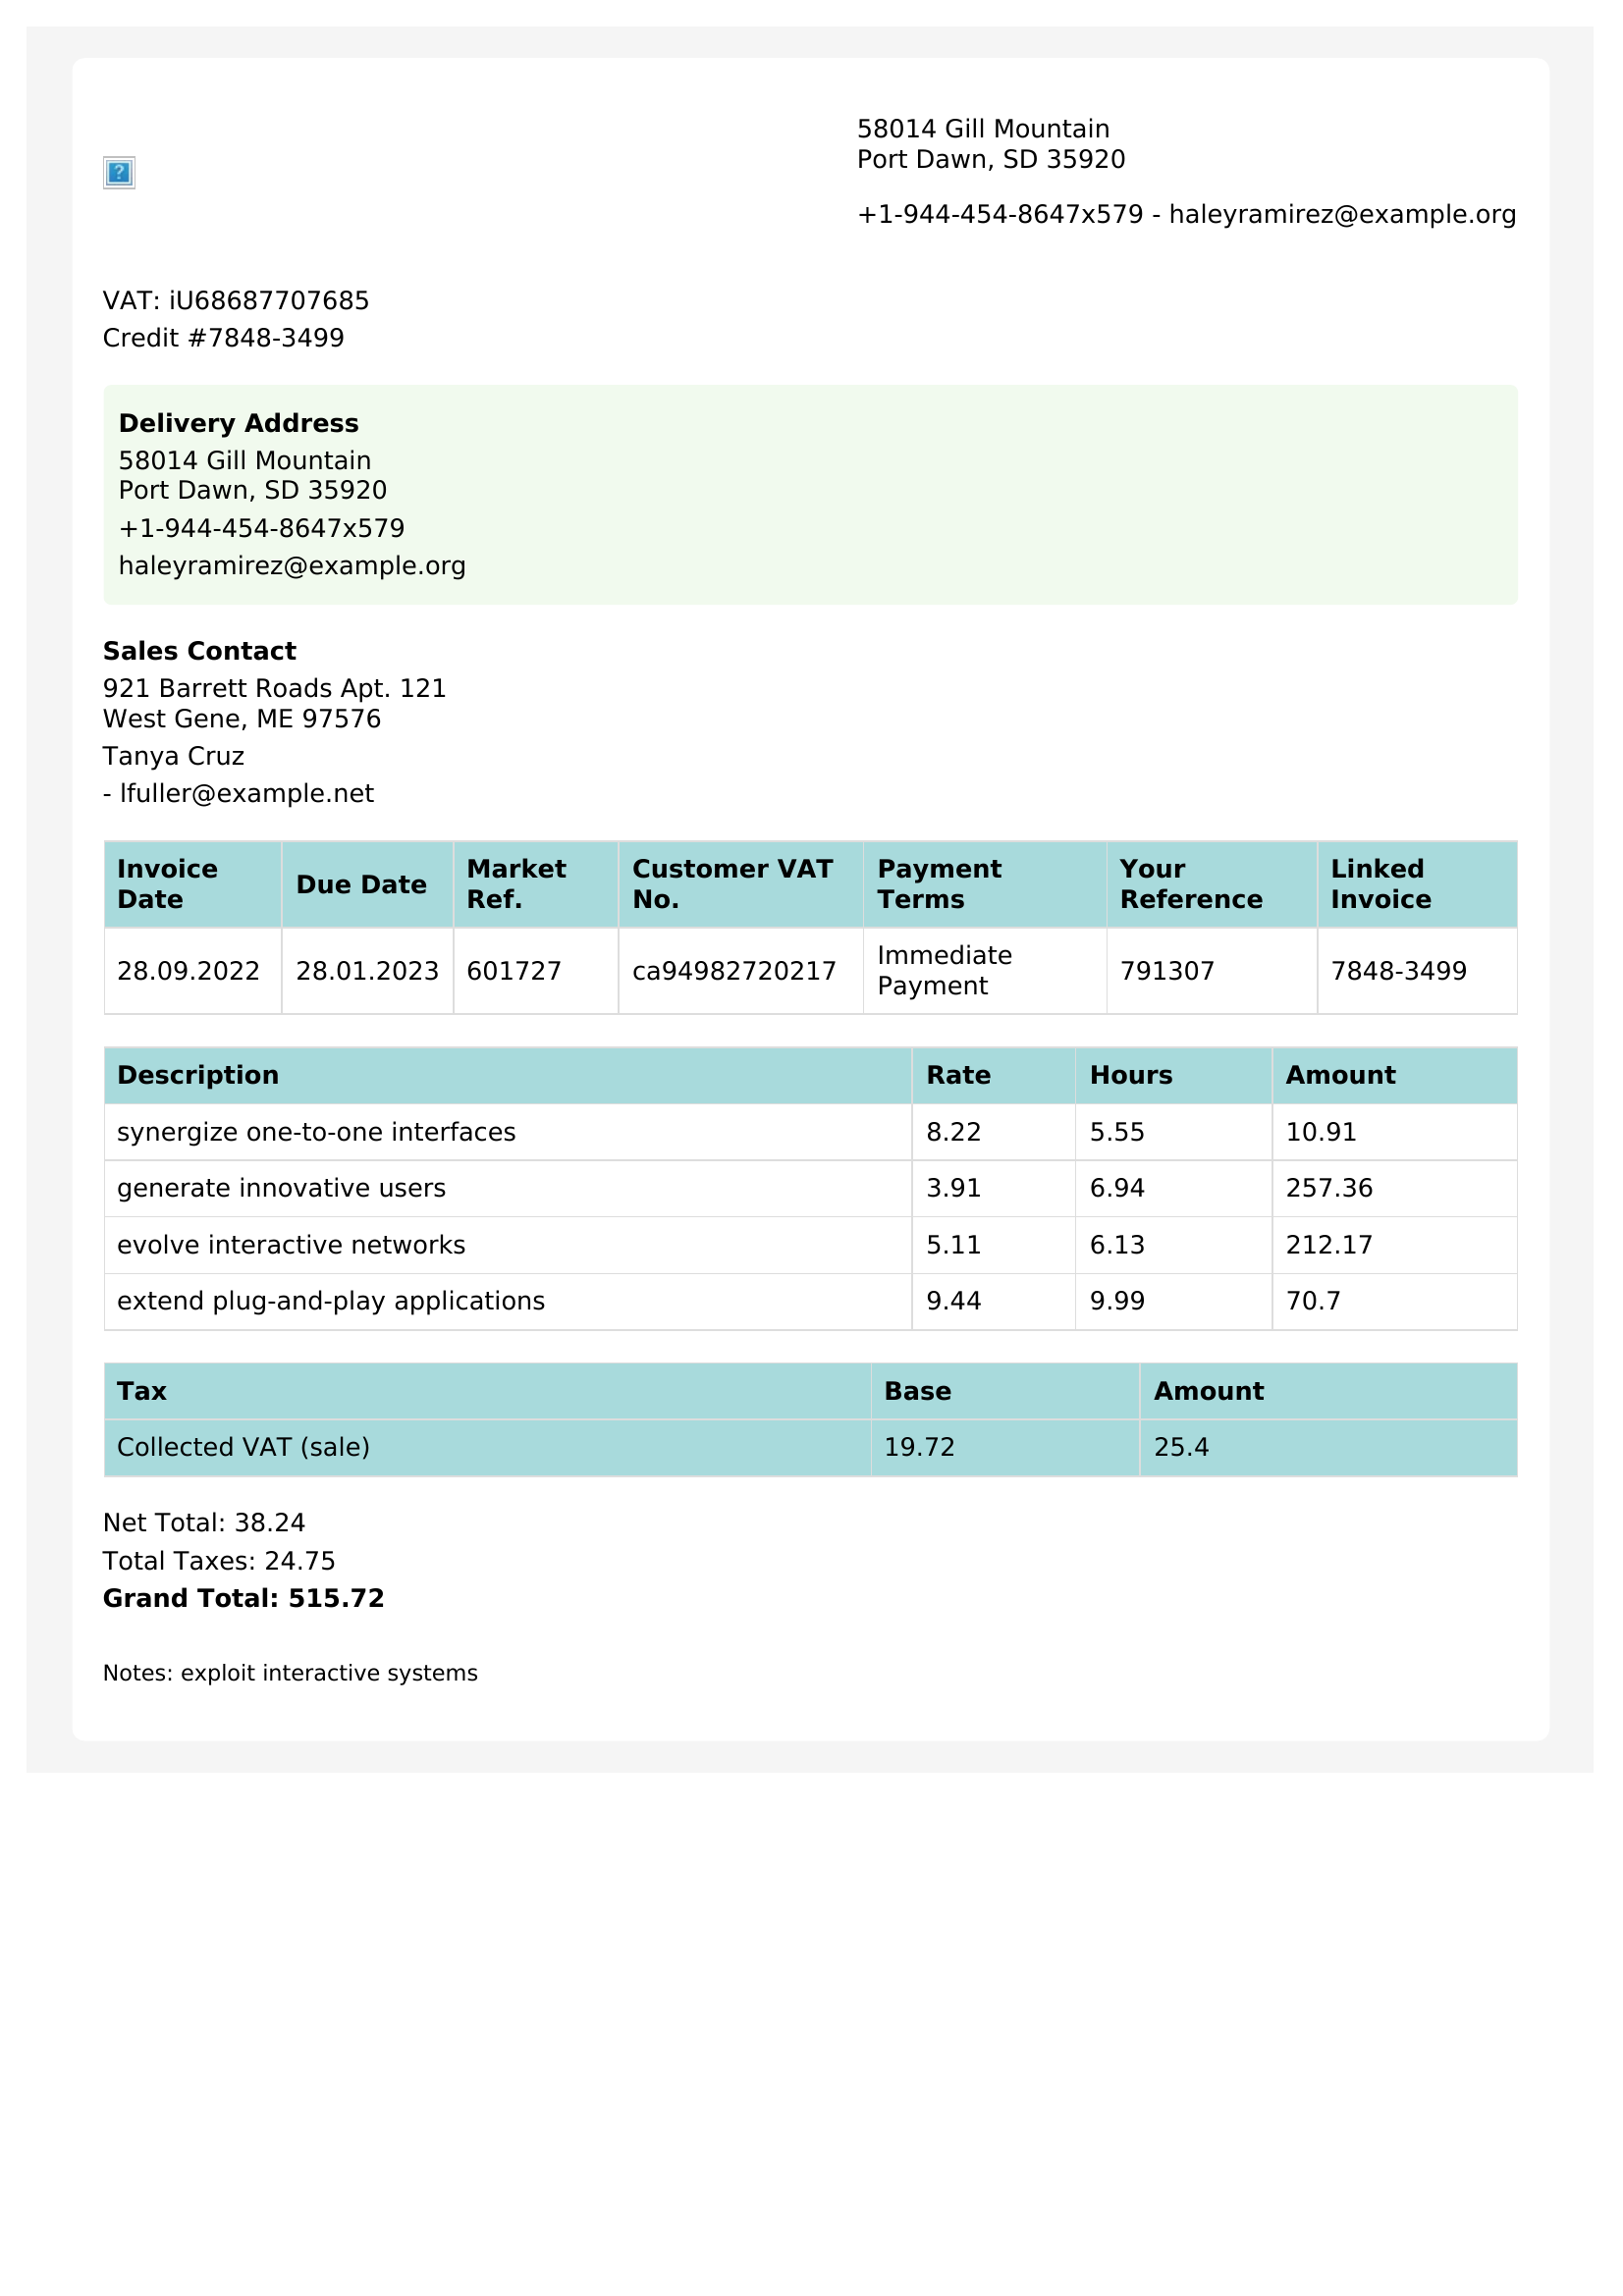 58014 Gill Mountain
Port Dawn, SD 35920
+1-944-454-8647x579 - haleyramirez@example.org
VAT: iU68687707685
Credit #7848-3499
Delivery Address
58014 Gill Mountain
Port Dawn, SD 35920
+1-944-454-8647x579
haleyramirez@example.org
Sales Contact
921 Barrett Roads Apt. 121
West Gene, ME 97576
Tanya Cruz
- lfuller@example.net
Invoice Date Due Date Market Ref. Customer VAT No. Payment Terms Your Reference Linked Invoice
28.09.2022 28.01.2023 601727 ca94982720217 Immediate Payment 791307 7848-3499
Description Rate Hours Amount
synergize one-to-one interfaces 8.22 5.55 10.91
generate innovative users 3.91 6.94 257.36
evolve interactive networks 5.11 6.13 212.17
extend plug-and-play applications 9.44 9.99 70.7
Tax Base Amount
Collected VAT (sale) 19.72 25.4
Net Total: 38.24
Total Taxes: 24.75
Grand Total: 515.72
Notes: exploit interactive systems